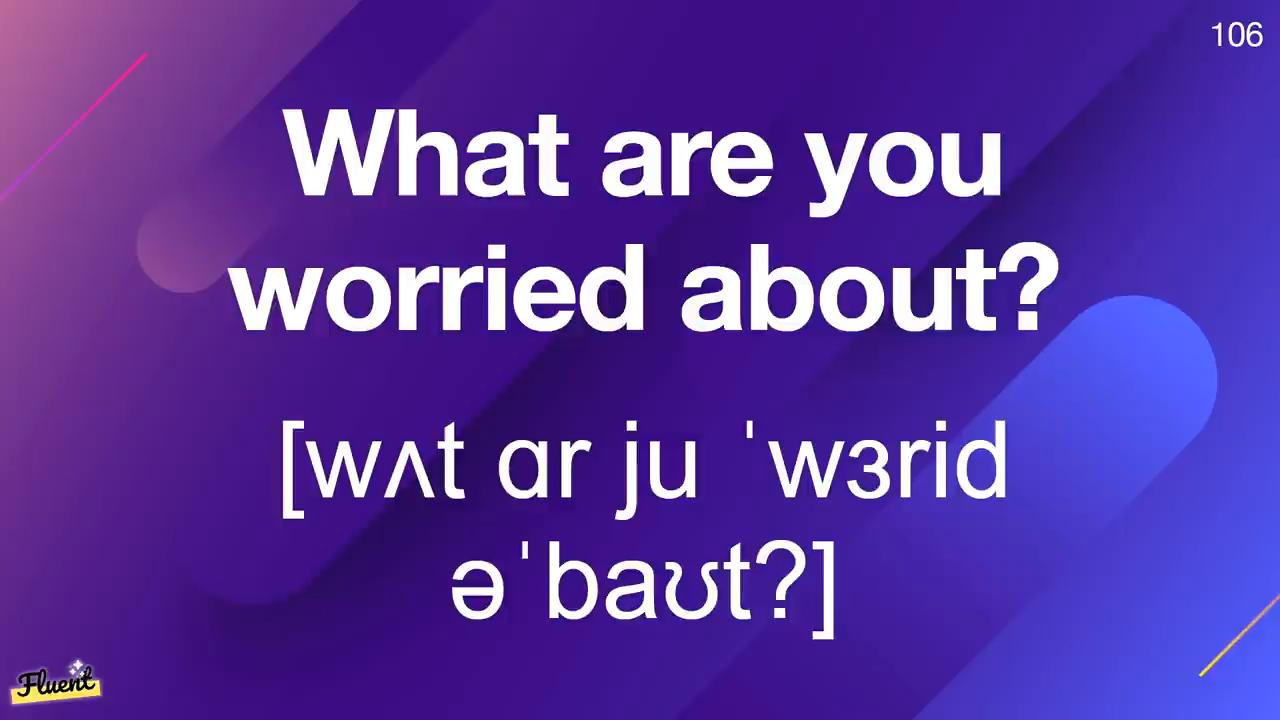 106
What are you
worried about?
[wʌt ɑr ju ˈwɜrid
əˈbaʊt?]
Fluent